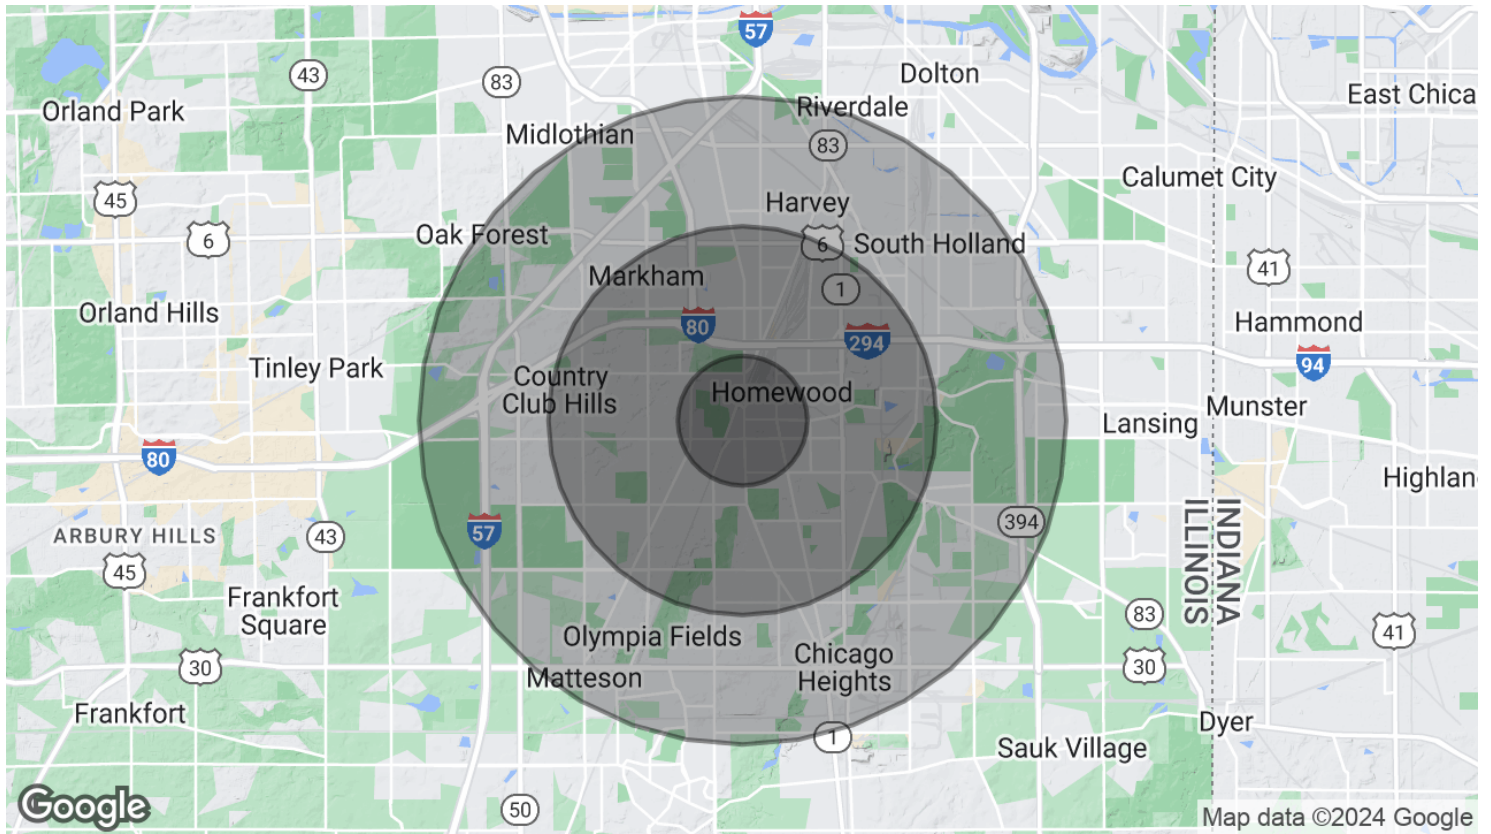 57
Dolton
43
83
East Chica
Orland Park
Riverdale
Midlothian
83
Calumet City
45
Harvey
6
Oak Forest
6
South Holland
41
Markham
1
Orland Hills
80
294
Hammond
Tinley Park
94
Country
Club Hills
Homewood
Munster
Lansing
80
Highlan
57
394
INDIANA
ILLINOIS
ARBURY HILLS
43
45
Frankfort
Square
83
41
Olympia Fields
Chicago
Heights
30
30
Matteson
Frankfort
Dyer
1
Sauk Village
50
Google
Map data ©2024 Google